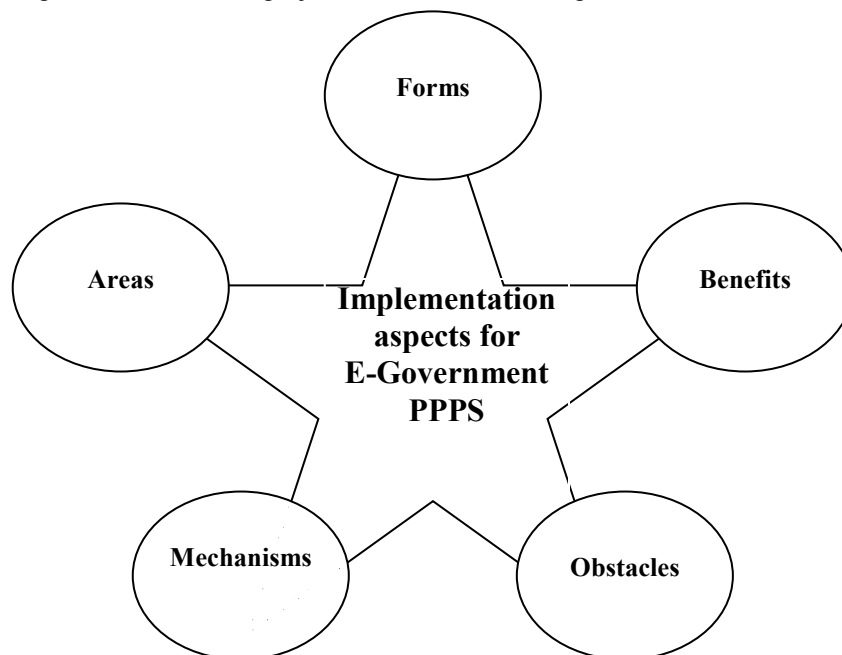 Forms
Areas
Benefits
Implementation
aspects for
E-Government
PPPS
Mechanisms
Obstacles